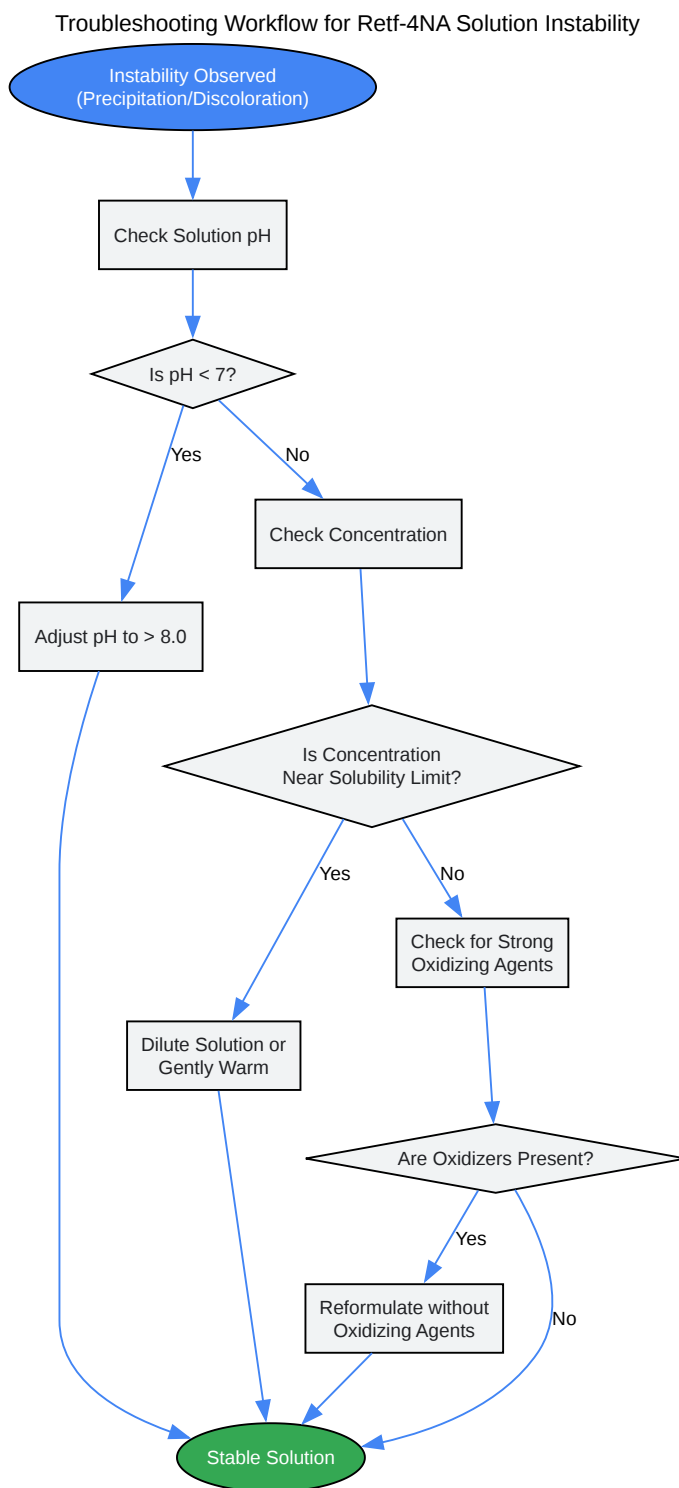 Troubleshooting Workflow for Retf-4NA Solution Instability
Instability Observed
(Precipitation/Discoloration)
Check Solution pH
Is pH < 7?
Yes
No
Check Concentration
Adjust pH to > 8.0
Is Concentration
Near Solubility Limit?
Yes
No
Check for Strong
Oxidizing Agents
Dilute Solution or
Gently Warm
Are Oxidizers Present?
Yes
Reformulate without
Oxidizing Agents
No
Stable Solution